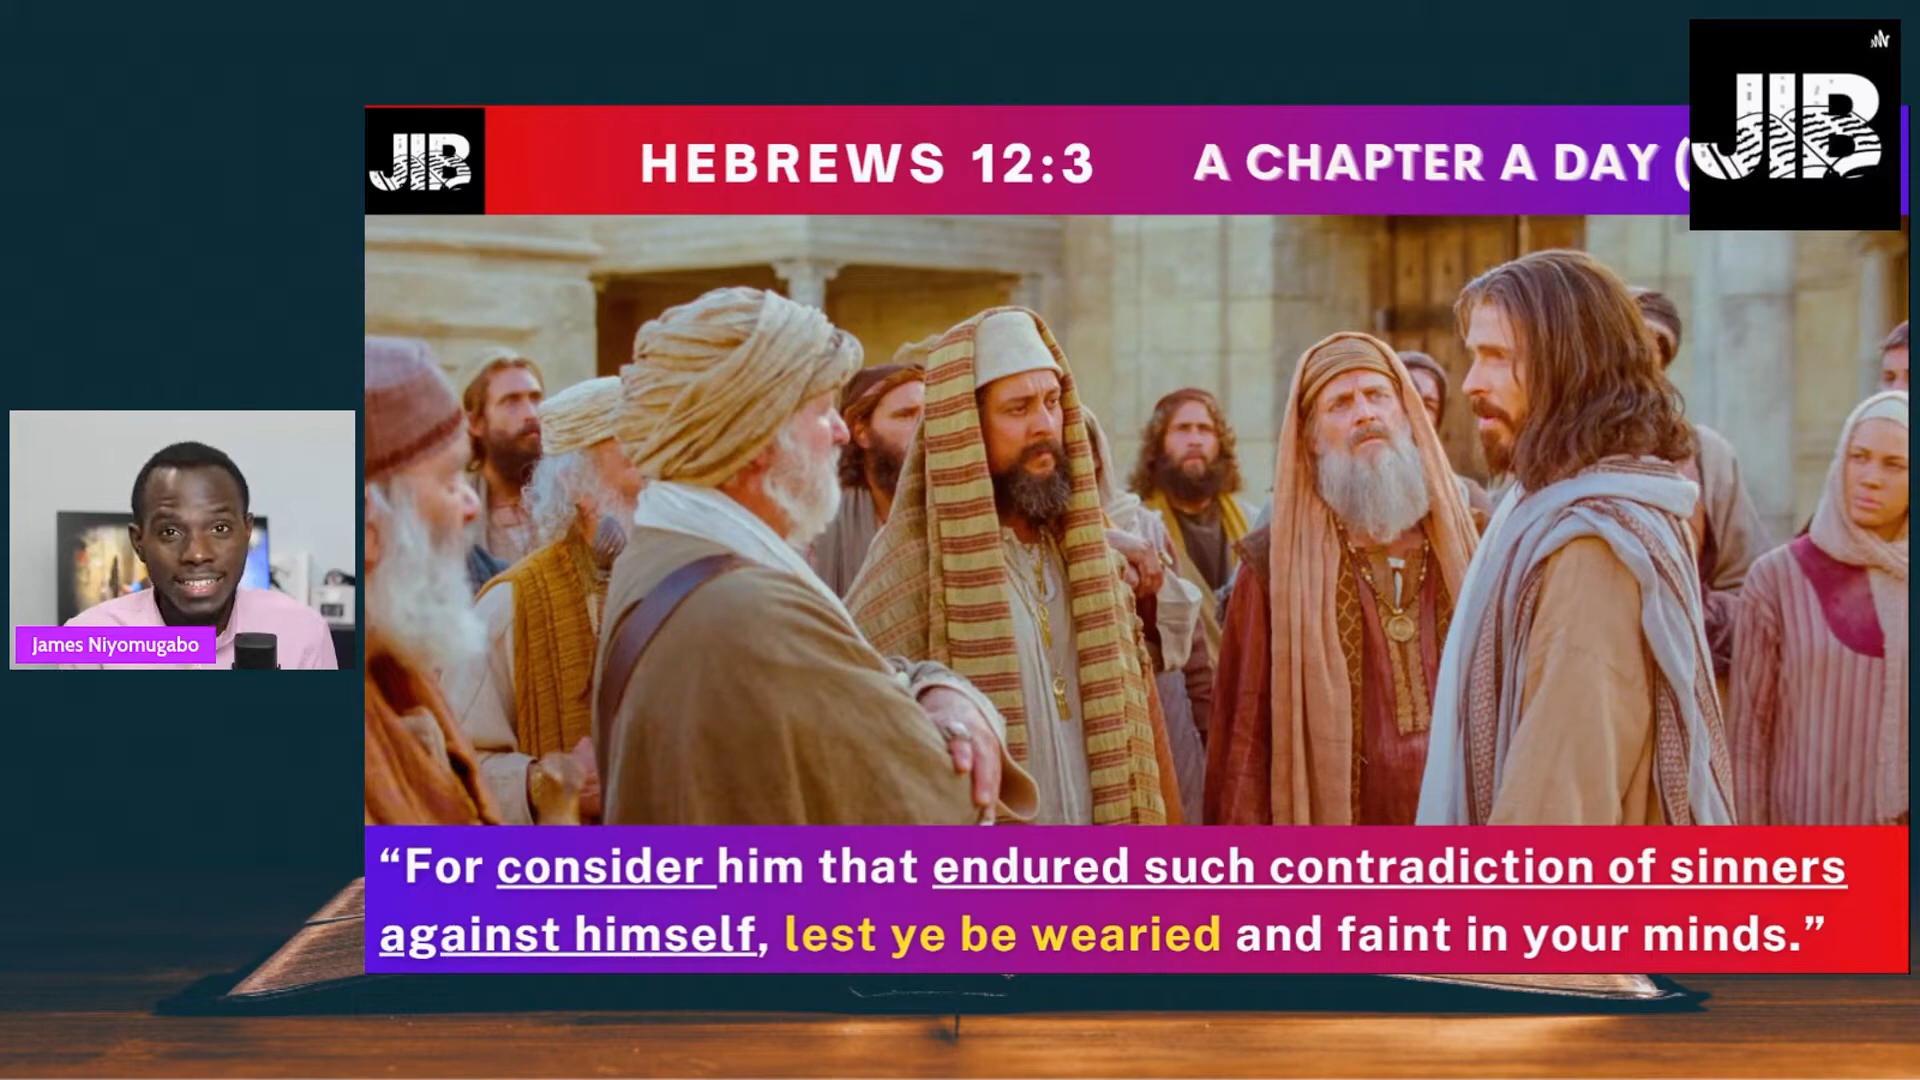 JIB
JIB
HEBREWS 12:3
A CHAPTER A DAY (
James Niyomugabo
“For consider him that endured such contradiction of sinners
against himself, lest ye be wearied and faint in your minds.”